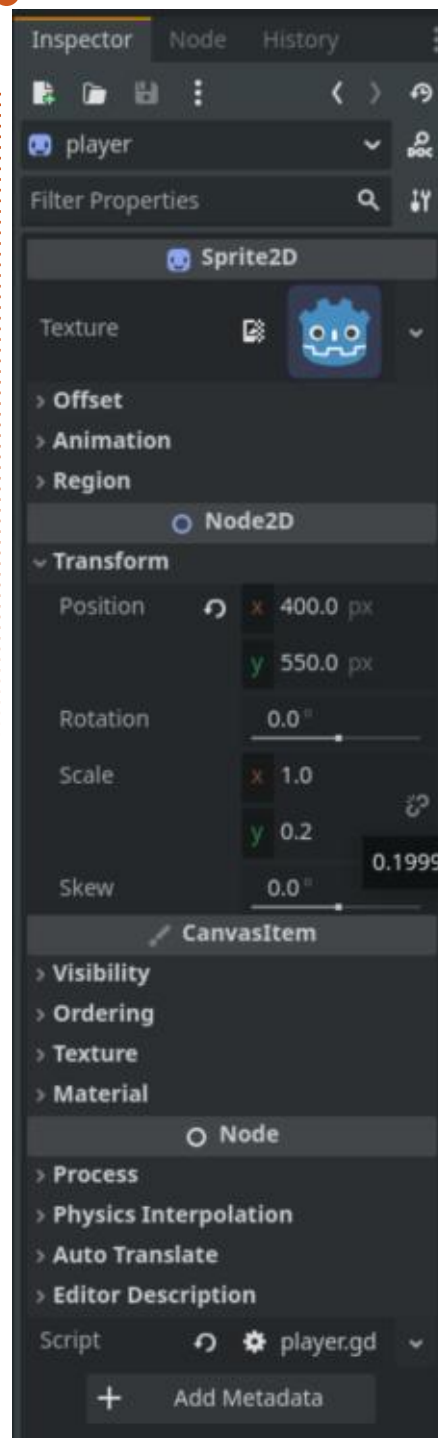 Inspector Node History
player
DOC
Filter Properties
Sprite2D
Texture
Offset
Animation
Region
Node2D
Transform
Position x 400.0 px
y 550.0 px
Rotation 0.0 °
Scale x 1.0
y 0.2
0.1999
Skew 0.0 °
CanvasItem
Visibility
Ordering
Texture
Material
Node
Process
Physics Interpolation
Auto Translate
Editor Description
Script player.gd
+ Add Metadata